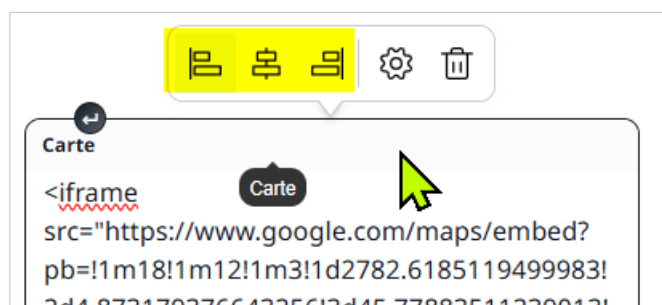 Carte
<iframe
Carte
src="https://www.google.com/maps/embed?
pb=!1m18!1m12!1m3!1d2782.6185119499983!